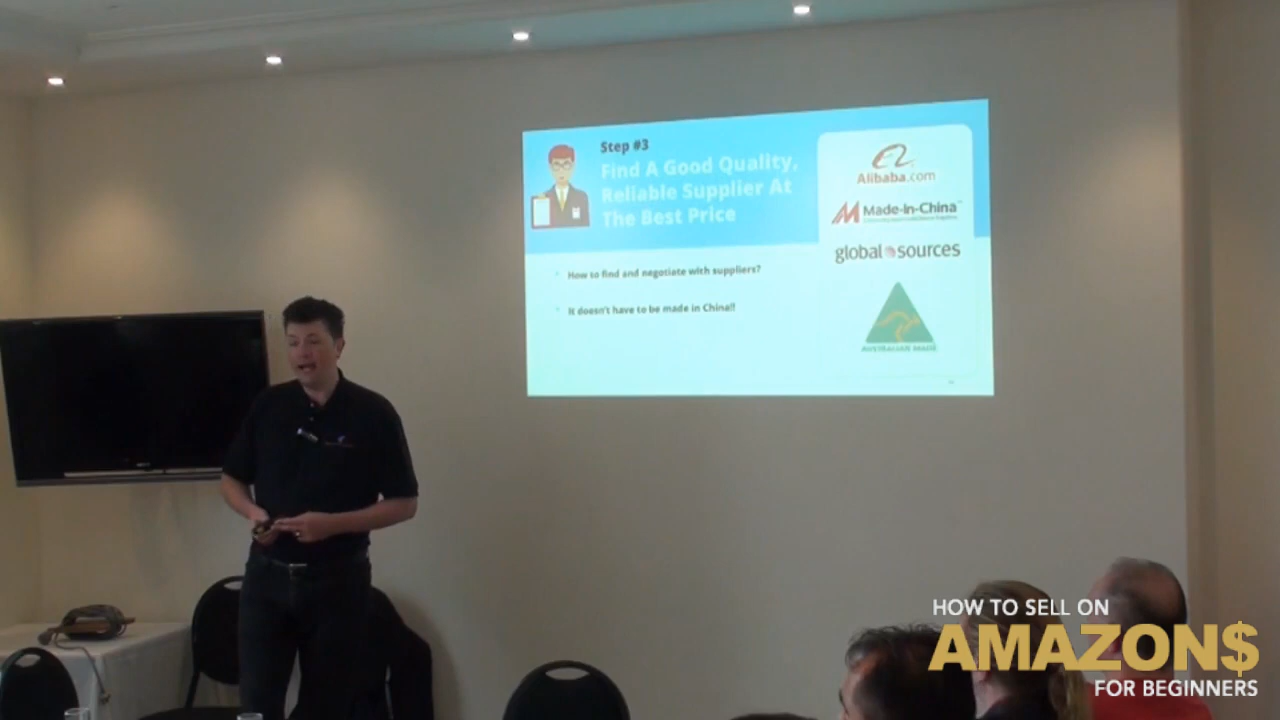 Step #3
Find A Good Quality,
Reliable Supplier At
The Best Price
How to find and negotiate with suppliers?
It doesn't have to be made in China!!
Alibaba.com
Made-in-China
global sources
AUSTRALIAN MADE
HOW TO SELL ON
AMAZON$
FOR BEGINNERS